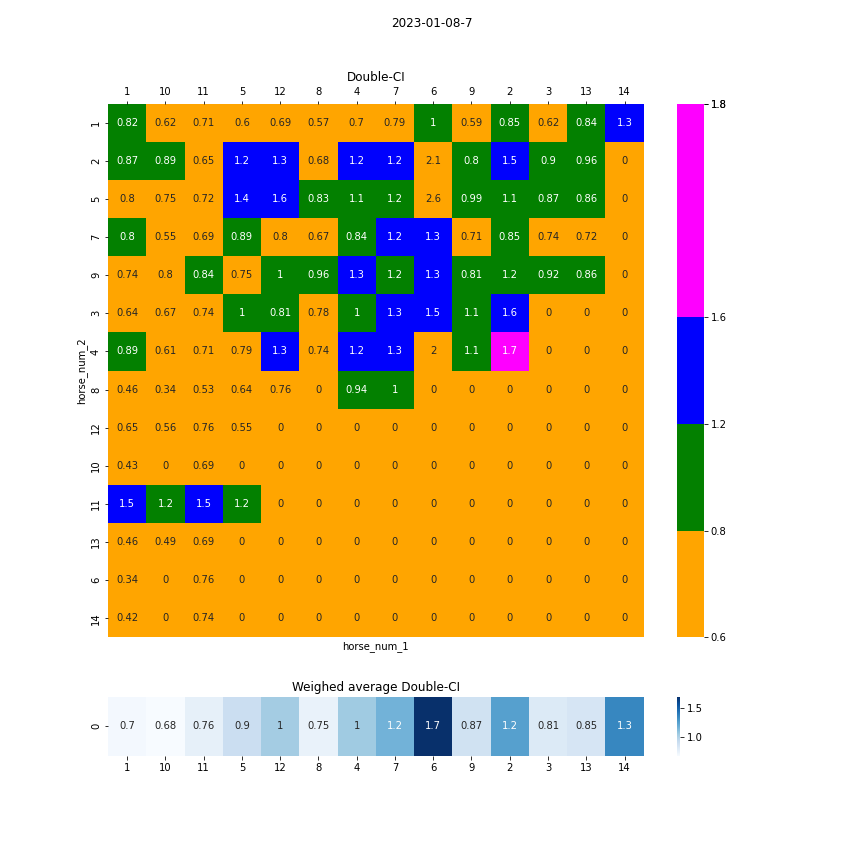 2023-01-08-7
Double-CI
1 10 11 5 12 8 4 7 6 9 2 3 13 14
1 0.82 0.62 0.71 0.6 0.69 0.57 0.7 0.79 1 0.59 0.85 0.62 0.84 1.3
2 0.87 0.89 0.65 1.2 1.3 0.68 1.2 1.2 2.1 0.8 1.5 0.9 0.96 0
5 0.8 0.75 0.72 1.4 1.6 0.83 1.1 1.2 2.6 0.99 1.1 0.87 0.86 0
7 0.8 0.55 0.69 0.89 0.8 0.67 0.84 1.2 1.3 0.71 0.85 0.74 0.72 0
9 0.74 0.8 0.84 0.75 1 0.96 1.3 1.2 1.3 0.81 1.2 0.92 0.86 0
3 0.64 0.67 0.74 1 0.81 0.78 1 1.3 1.5 1.1 1.6 0 0 0
4 0.89 0.61 0.71 0.79 1.3 0.74 1.2 1.3 2 1.1 1.7 0 0 0
8 0.46 0.34 0.53 0.64 0.76 0 0.94 1 0 0 0 0 0 0
12 0.65 0.56 0.76 0.55 0 0 0 0 0 0 0 0 0 0
10 0.43 0 0.69 0 0 0 0 0 0 0 0 0 0 0
11 1.5 1.2 1.5 1.2 0 0 0 0 0 0 0 0 0 0
13 0.46 0.49 0.69 0 0 0 0 0 0 0 0 0 0 0
6 0.34 0 0.76 0 0 0 0 0 0 0 0 0 0 0
14 0.42 0 0.74 0 0 0 0 0 0 0 0 0 0 0
horse_num_2
horse_num_1
1.8
1.6
1.2
0.8
0.6
Weighed average Double-CI
0 0.7 0.68 0.76 0.9 1 0.75 1 1.2 1.7 0.87 1.2 0.81 0.85 1.3
1 10 11 5 12 8 4 7 6 9 2 3 13 14
1.5
1.0